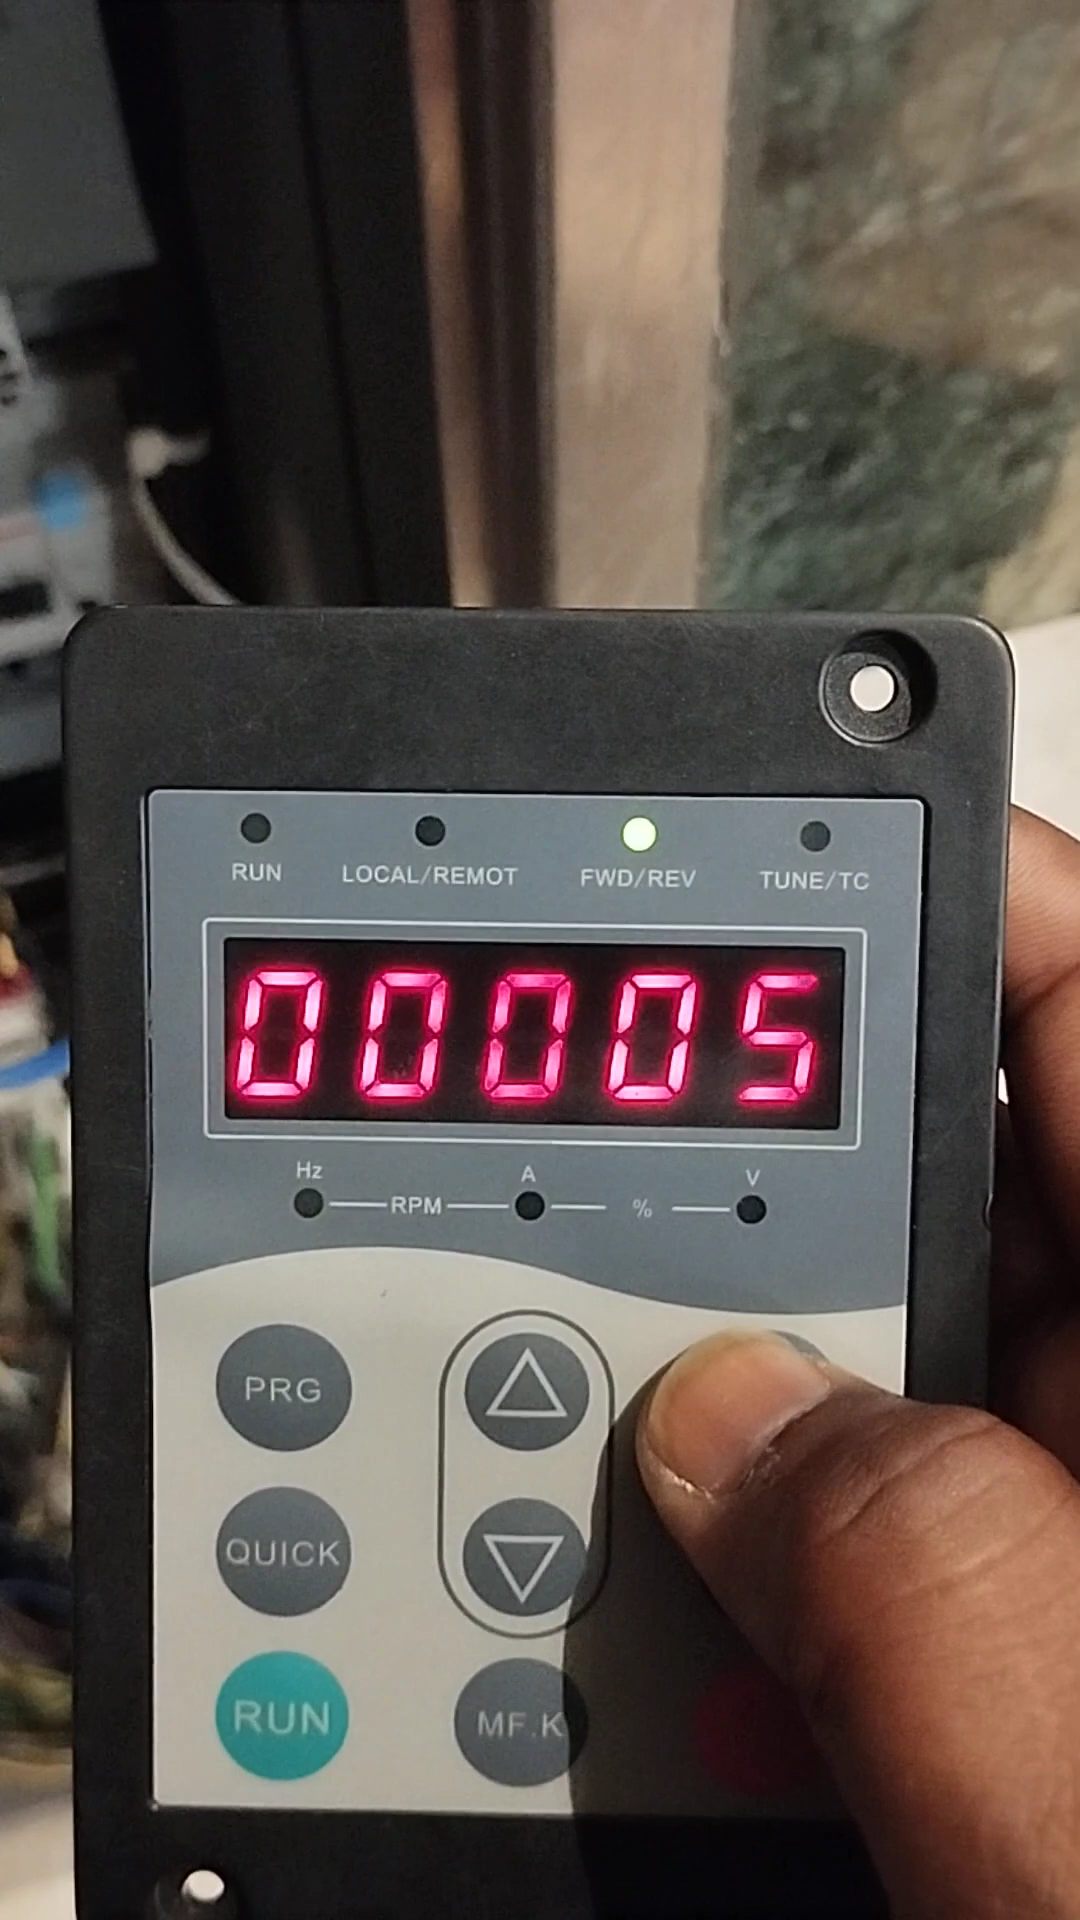 RUN LOCAL/REMOT FWD/REV TUNE/TC
00005
Hz A V
RPM %
PRG
QUICK
RUN MF.K